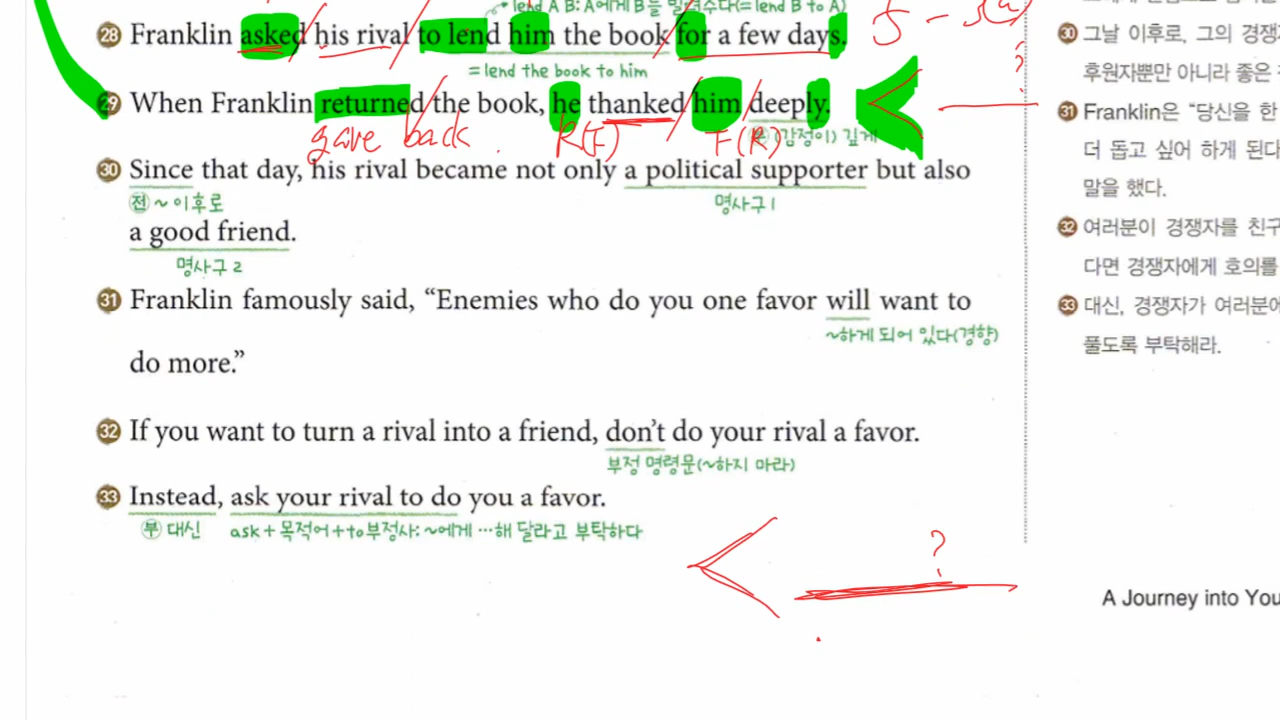 lend A B: A에게 B를 빌려주다(= lend B to A)
28 Franklin asked his rival to lend him the book for a few days.
5 -
= lend the book to him
29 When Franklin returned the book, he thanked him deeply.
?
gave back
R(F)
F(R)
(감정이) 깊게
30 Since that day, his rival became not only a political supporter but also
전 ~이후로
명사구 1
a good friend.
명사구 2
31 Franklin famously said, “Enemies who do you one favor will want to
~하게 되어 있다(경향)
do more.”
32 If you want to turn a rival into a friend, don’t do your rival a favor.
부정 명령문(~하지 마라)
33 Instead, ask your rival to do you a favor.
부 대신
ask + 목적어 + to부정사: ~에게 …해 달라고 부탁하다
?
30 그날 이후로, 그의
후원자뿐만 아니라 좋은
31 Franklin은 “당신을 한
더 돕고 싶어 하게 된다
말을 했다.
32 여러분이 경쟁자를 친구
다면 경쟁자에게 호의를
33 대신, 경쟁자가
풀도록 부탁해라.
A Journey into You